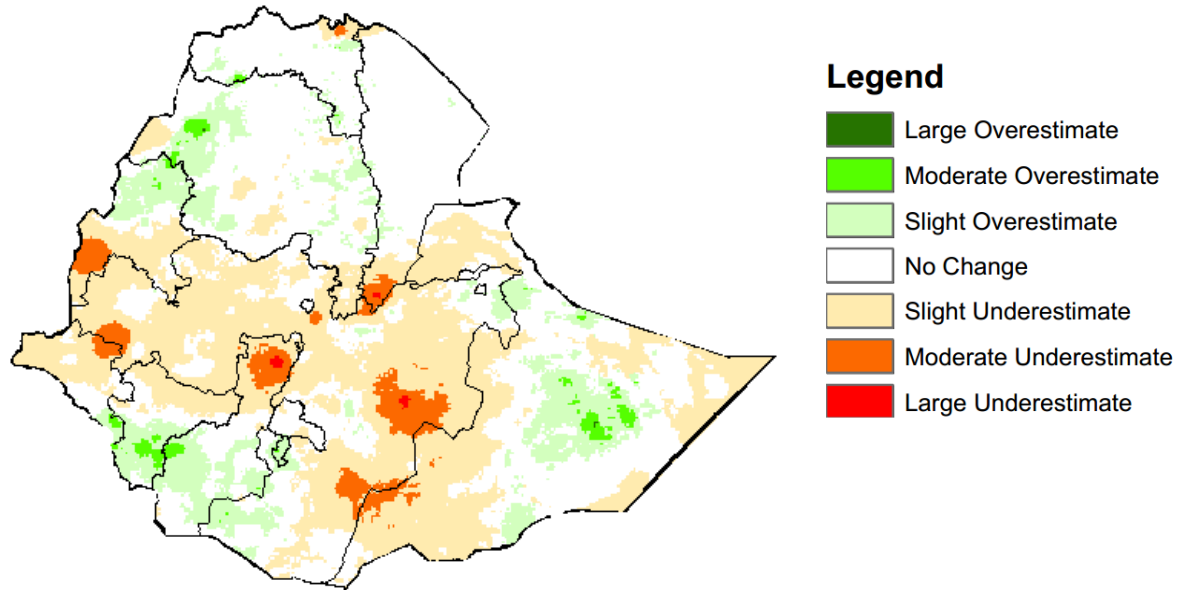 Legend
Large Overestimate
Moderate Overestimate
Slight Overestimate
No Change
Slight Underestimate
Moderate Underestimate
Large Underestimate